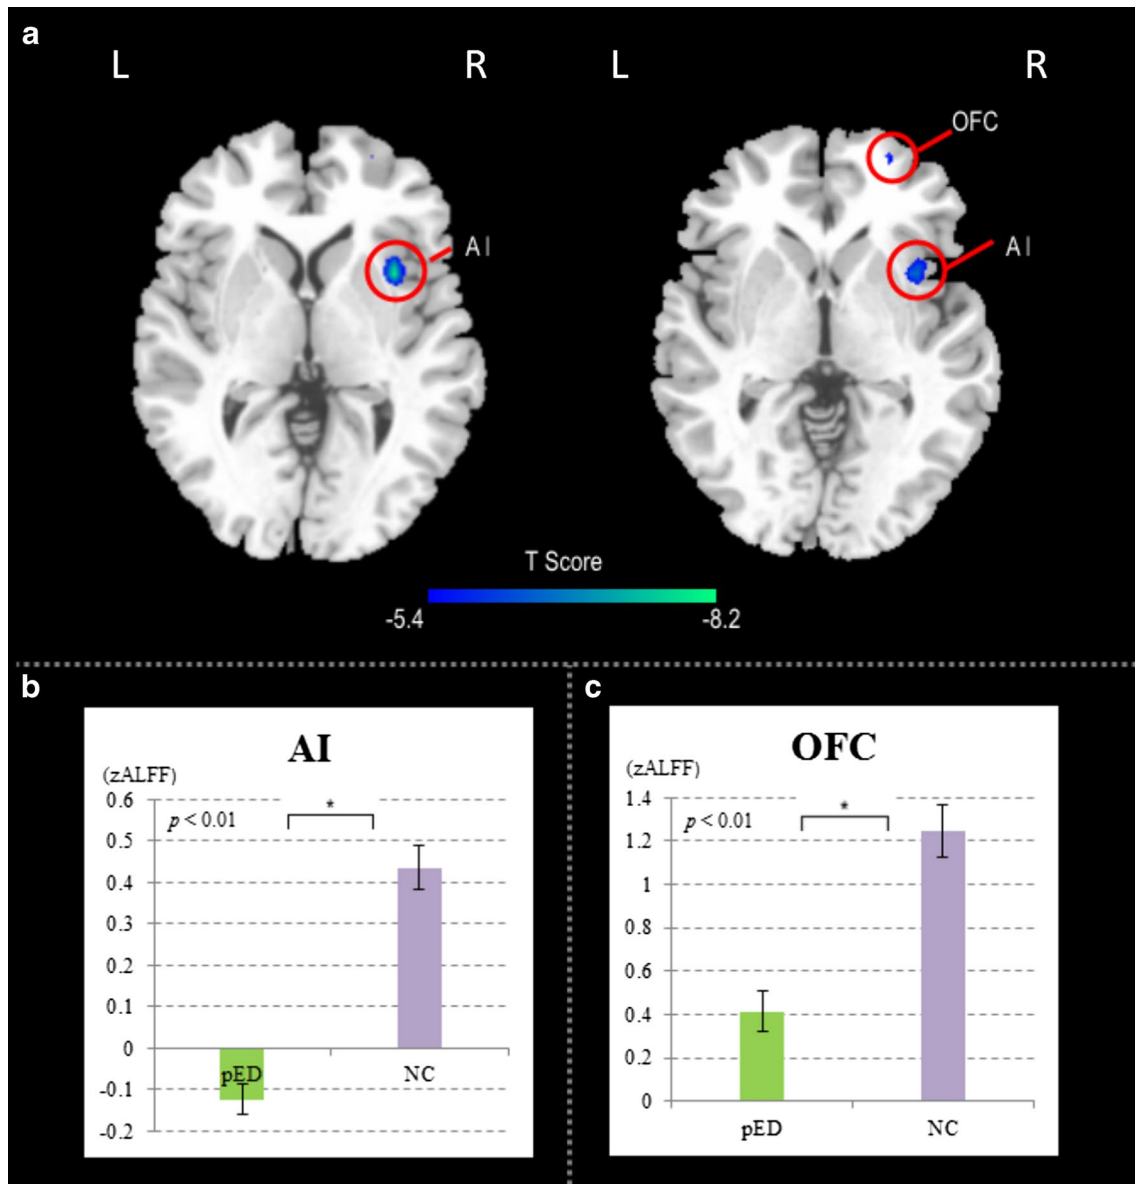 a
L R L R
OFC
AI AI
T Score
-5.4 -8.2
b c
AI
(zALFF)
p < 0.01 *
0.6
0.5
0.4
0.3
0.2
0.1
0
-0.1
-0.2
pED NC
OFC
(zALFF)
p < 0.01 *
1.4
1.2
1
0.8
0.6
0.4
0.2
0
pED NC